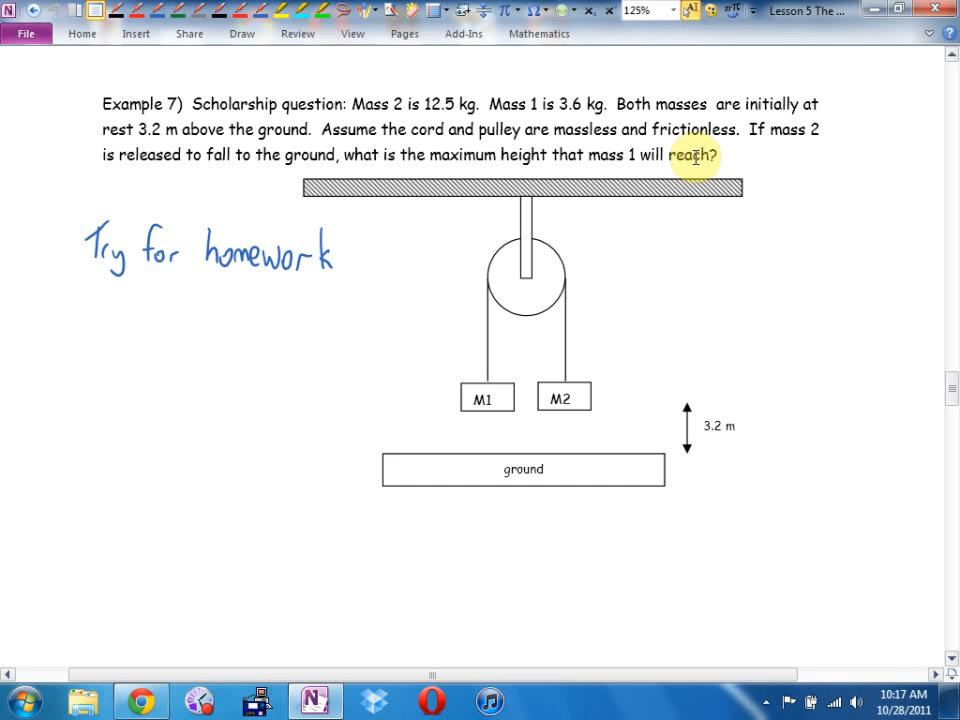 125%
Lesson 5 The ...
File Home Insert Share Draw Review View Pages Add-Ins Mathematics
Example 7) Scholarship question: Mass 2 is 12.5 kg. Mass 1 is 3.6 kg. Both masses are initially at
rest 3.2 m above the ground. Assume the cord and pulley are massless and frictionless. If mass 2
is released to fall to the ground, what is the maximum height that mass 1 will reach?
Try for homework
M1 M2
3.2 m
ground
10:17 AM
10/28/2011